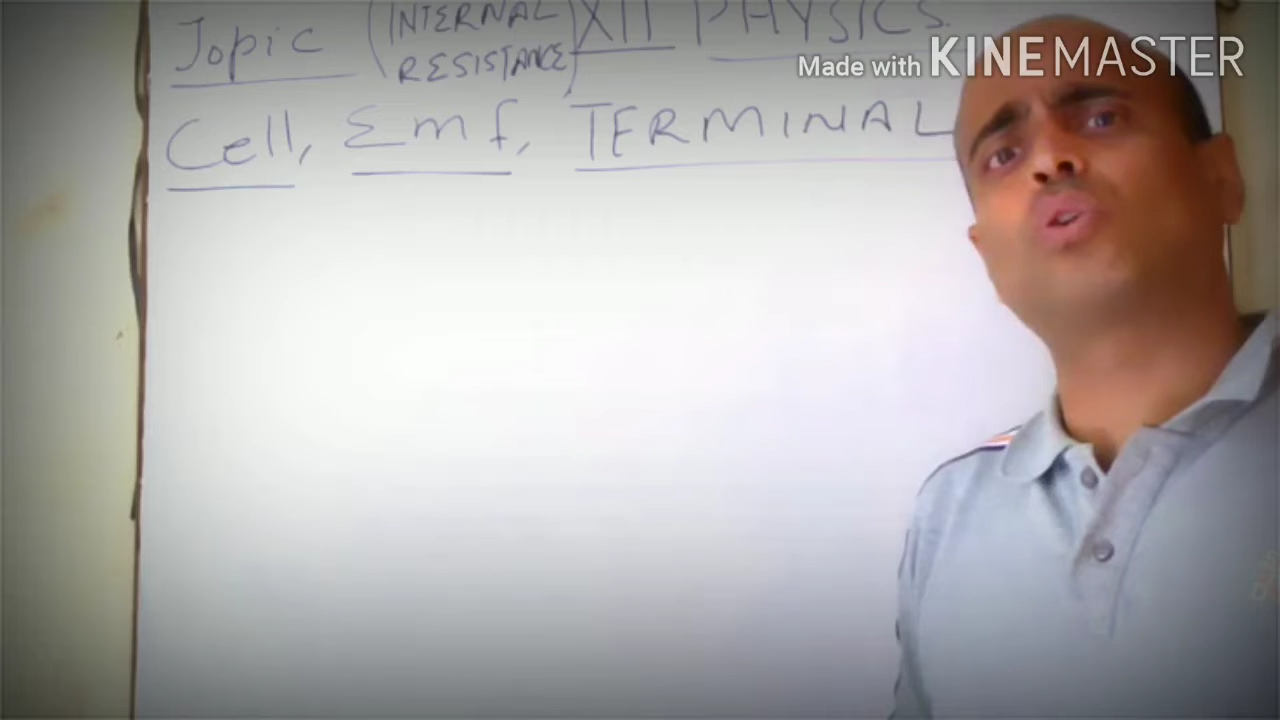 Topic (INTERNAL RESISTANCE) XII PHYSICS.
Made with KINEMASTER
Cell, Emf, TERMINAL